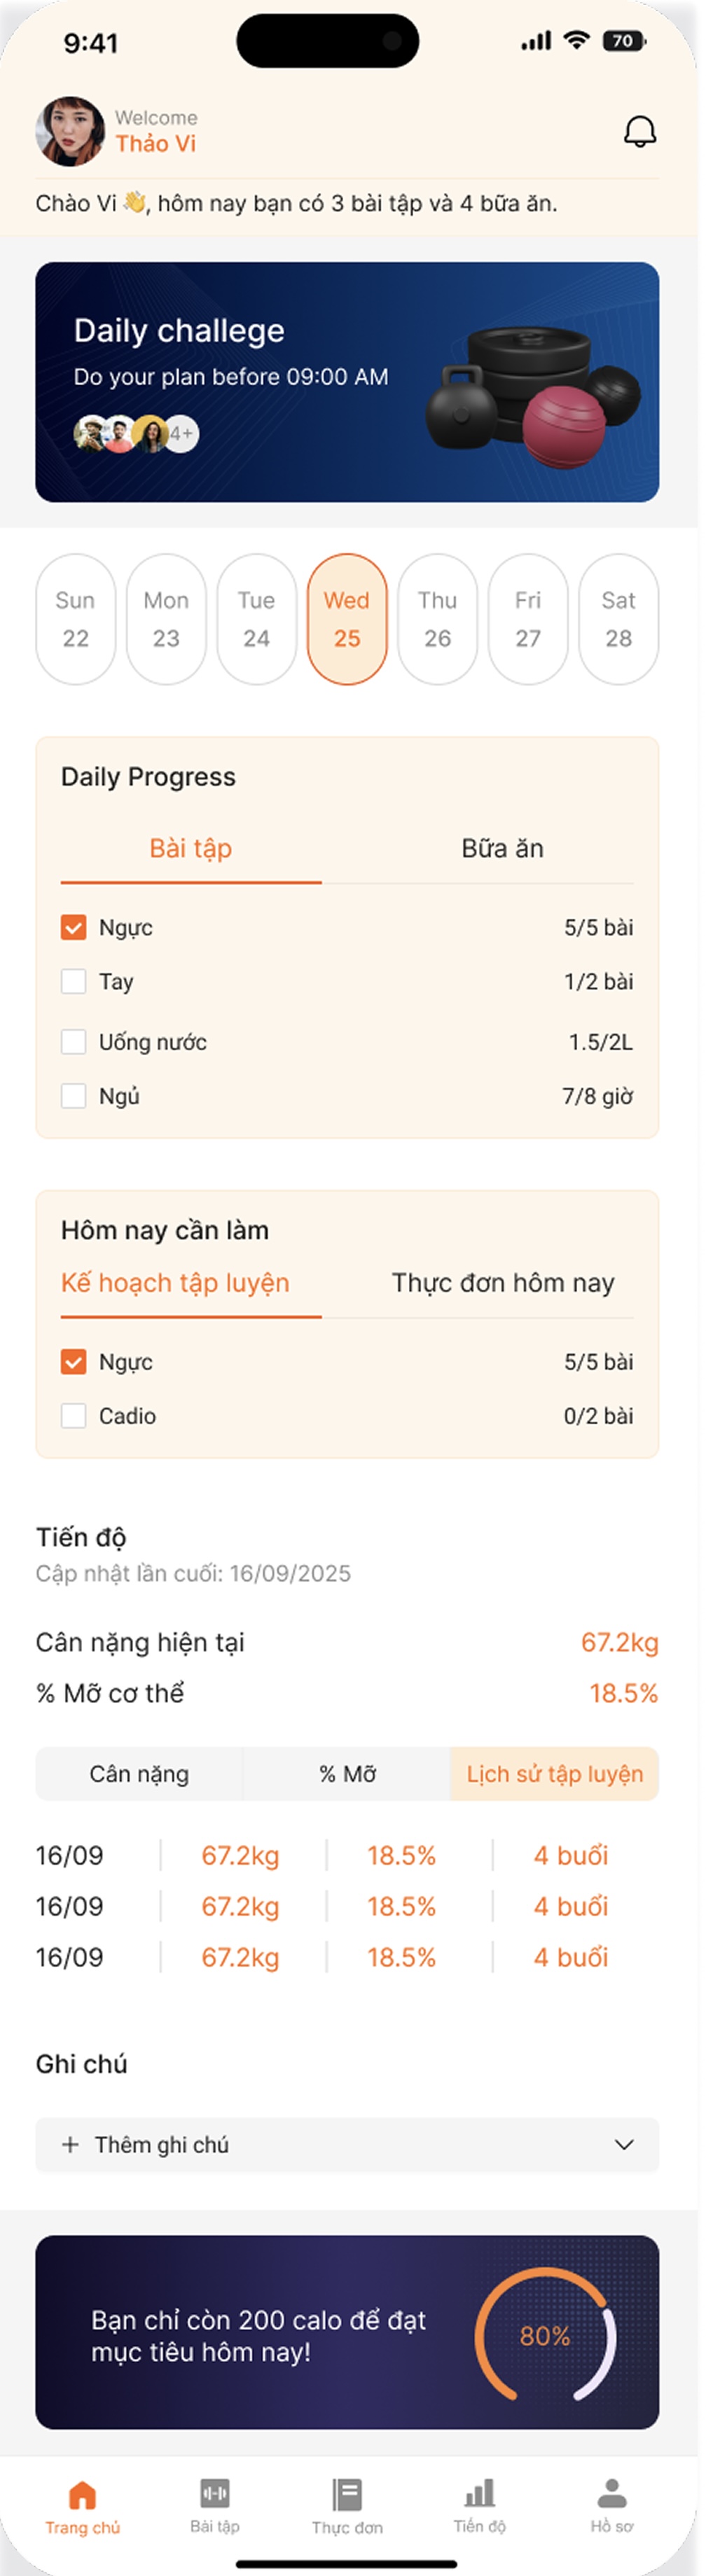 9:41
70
Welcome
Thảo Vi
Chào Vi 👋, hôm nay bạn có 3 bài tập và 4 bữa ăn.
Daily challege
Do your plan before 09:00 AM
4+
Sun Mon Tue Wed Thu Fri Sat
22 23 24 25 26 27 28
Daily Progress
Bài tập Bữa ăn
Ngực 5/5 bài
Tay 1/2 bài
Uống nước 1.5/2L
Ngủ 7/8 giờ
Hôm nay cần làm
Kế hoạch tập luyện Thực đơn hôm nay
Ngực 5/5 bài
Cadio 0/2 bài
Tiến độ
Cập nhật lần cuối: 16/09/2025
Cân nặng hiện tại 67.2kg
% Mỡ cơ thể 18.5%
Cân nặng % Mỡ Lịch sử tập luyện
16/09 67.2kg 18.5% 4 buổi
16/09 67.2kg 18.5% 4 buổi
16/09 67.2kg 18.5% 4 buổi
Ghi chú
+ Thêm ghi chú
Bạn chỉ còn 200 calo để đạt
mục tiêu hôm nay!
80%
Trang chủ Bài tập Thực đơn Tiến độ Hồ sơ